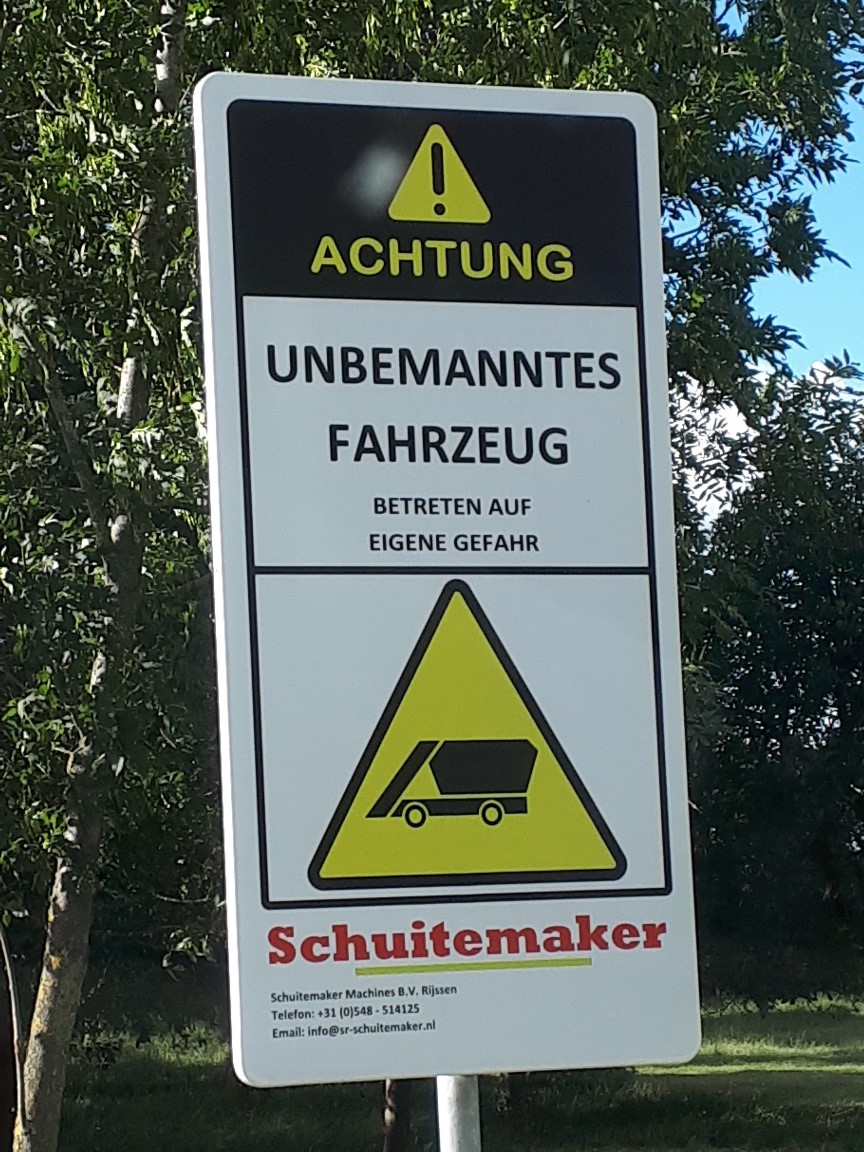 ACHTUNG
UNBEMANNTES
FAHRZEUG
BETRETEN AUF
EIGENE GEFAHR
Schuitemaker
Schuitemaker Machines B.V. Rijssen
Telefon: +31 (0)548 - 514125
Email: info@sr-schuitemaker.nl